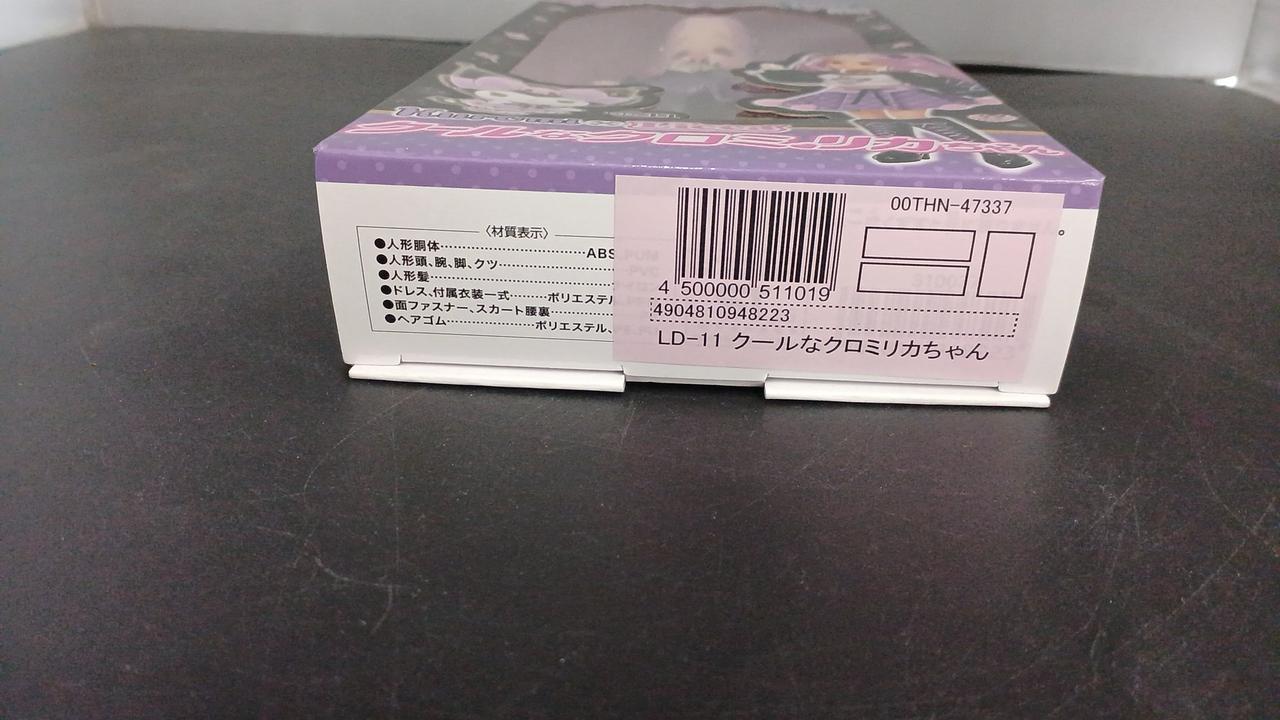 クールなクロミリカちゃん
〈材質表示〉
●人形胴体……………………ABS、PUM
●人形頭、腕、脚、クツ……………………PVC
●人形髪……………………
●ドレス、付属衣装一式…………ポリエステル
●面ファスナー、スカート腰裏……………
●ヘアゴム……………………ポリエステル、
00THN-47337
4 500000 511019
4904810948223
LD-11 クールなクロミリカちゃん